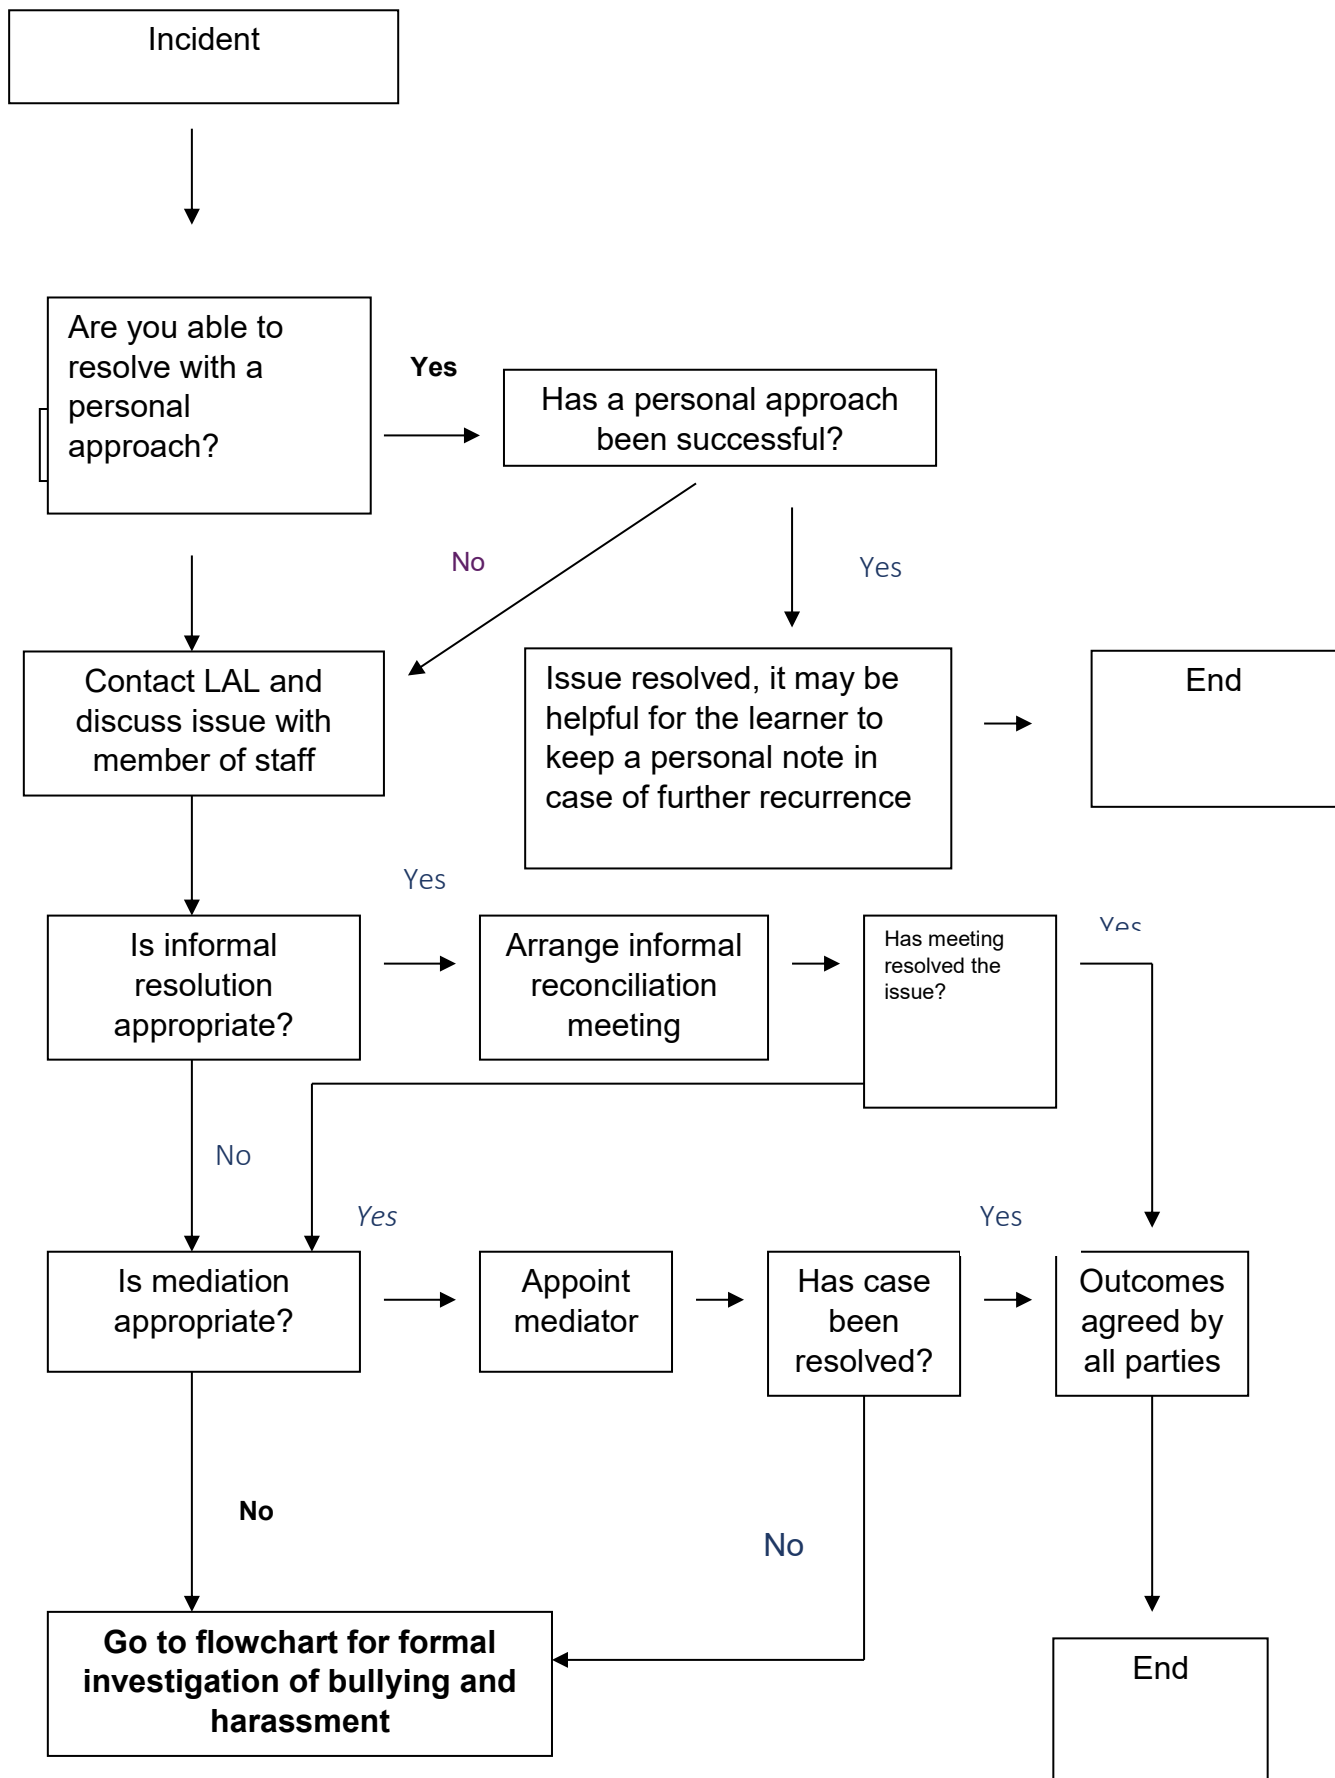 Incident
Are you able to
resolve with a
personal
approach?
Yes
Has a personal approach
been successful?
No
Yes
Contact LAL and
discuss issue with
member of staff
Issue resolved, it may be
helpful for the learner to
keep a personal note in
case of further recurrence
End
Yes
Is informal
resolution
appropriate?
Arrange informal
reconciliation
meeting
Has meeting
resolved the
issue?
Yes
No
Yes
Is mediation
appropriate?
Appoint
mediator
Has case
been
resolved?
Yes
Outcomes
agreed by
all parties
No
No
Go to flowchart for formal
investigation of bullying and
harassment
End